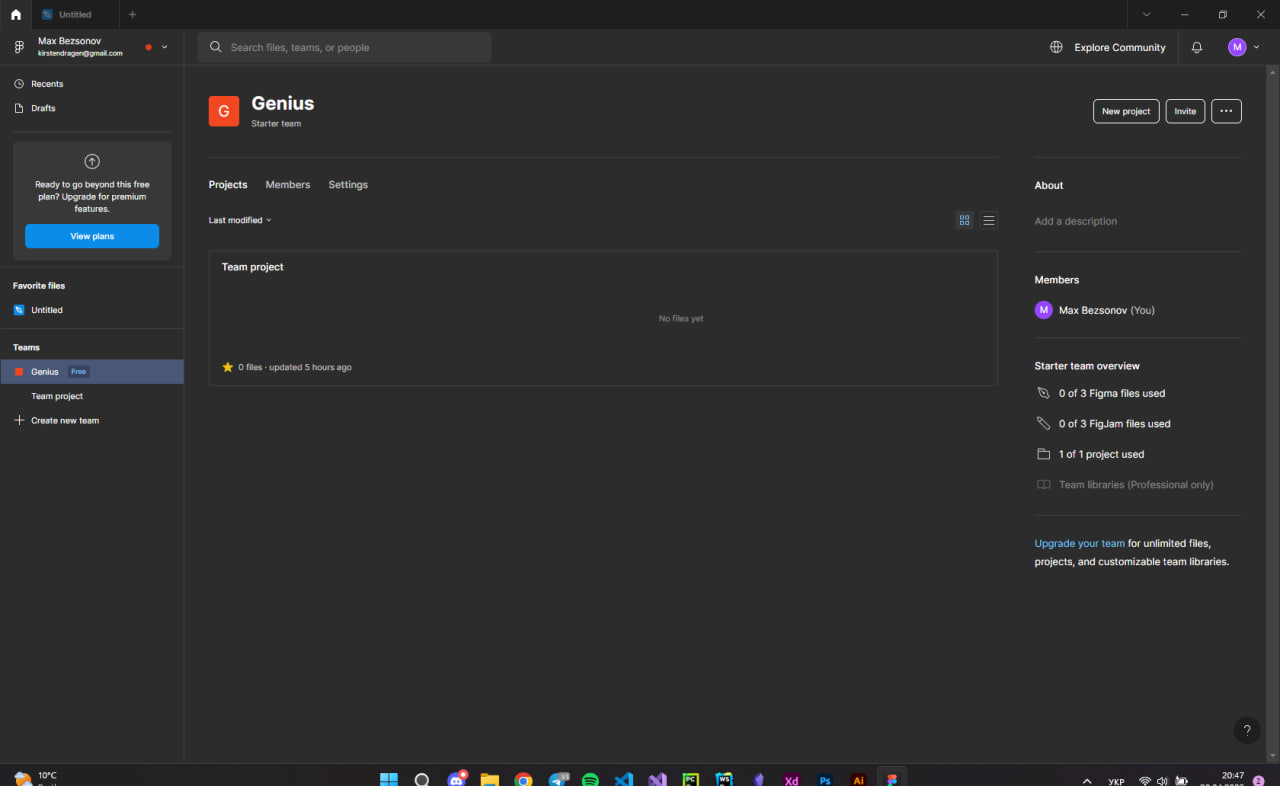 Untitled
Max Bezsonov
kirstendragen@gmail.com
Search files, teams, or people
Explore Community
M
Recents
Drafts
Ready to go beyond this free
plan? Upgrade for premium
features.
View plans
Favorite files
Untitled
Teams
Genius Free
Team project
Create new team
G
Genius
Starter team
New project
Invite
Projects Members Settings
Last modified
Team project
No files yet
0 files · updated 5 hours ago
About
Add a description
Members
M Max Bezsonov (You)
Starter team overview
0 of 3 Figma files used
0 of 3 FigJam files used
1 of 1 project used
Team libraries (Professional only)
Upgrade your team for unlimited files,
projects, and customizable team libraries.
?
10°C
PC
WS
Xd
Ps
Ai
УКР
20:47
2